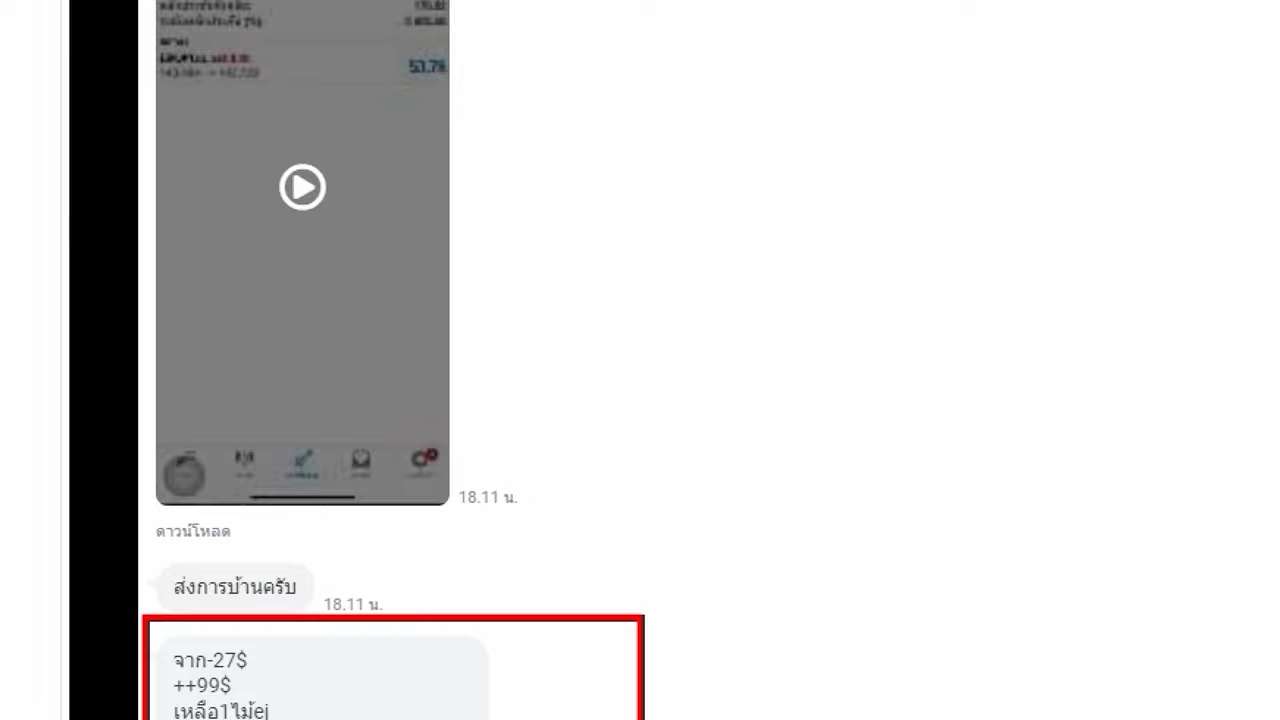 53.78
18.11 น.
ดาวน์โหลด
ส่งการบ้านครับ
18.11 น.
จาก-27$
++99$
เหลือ1ไม้ej